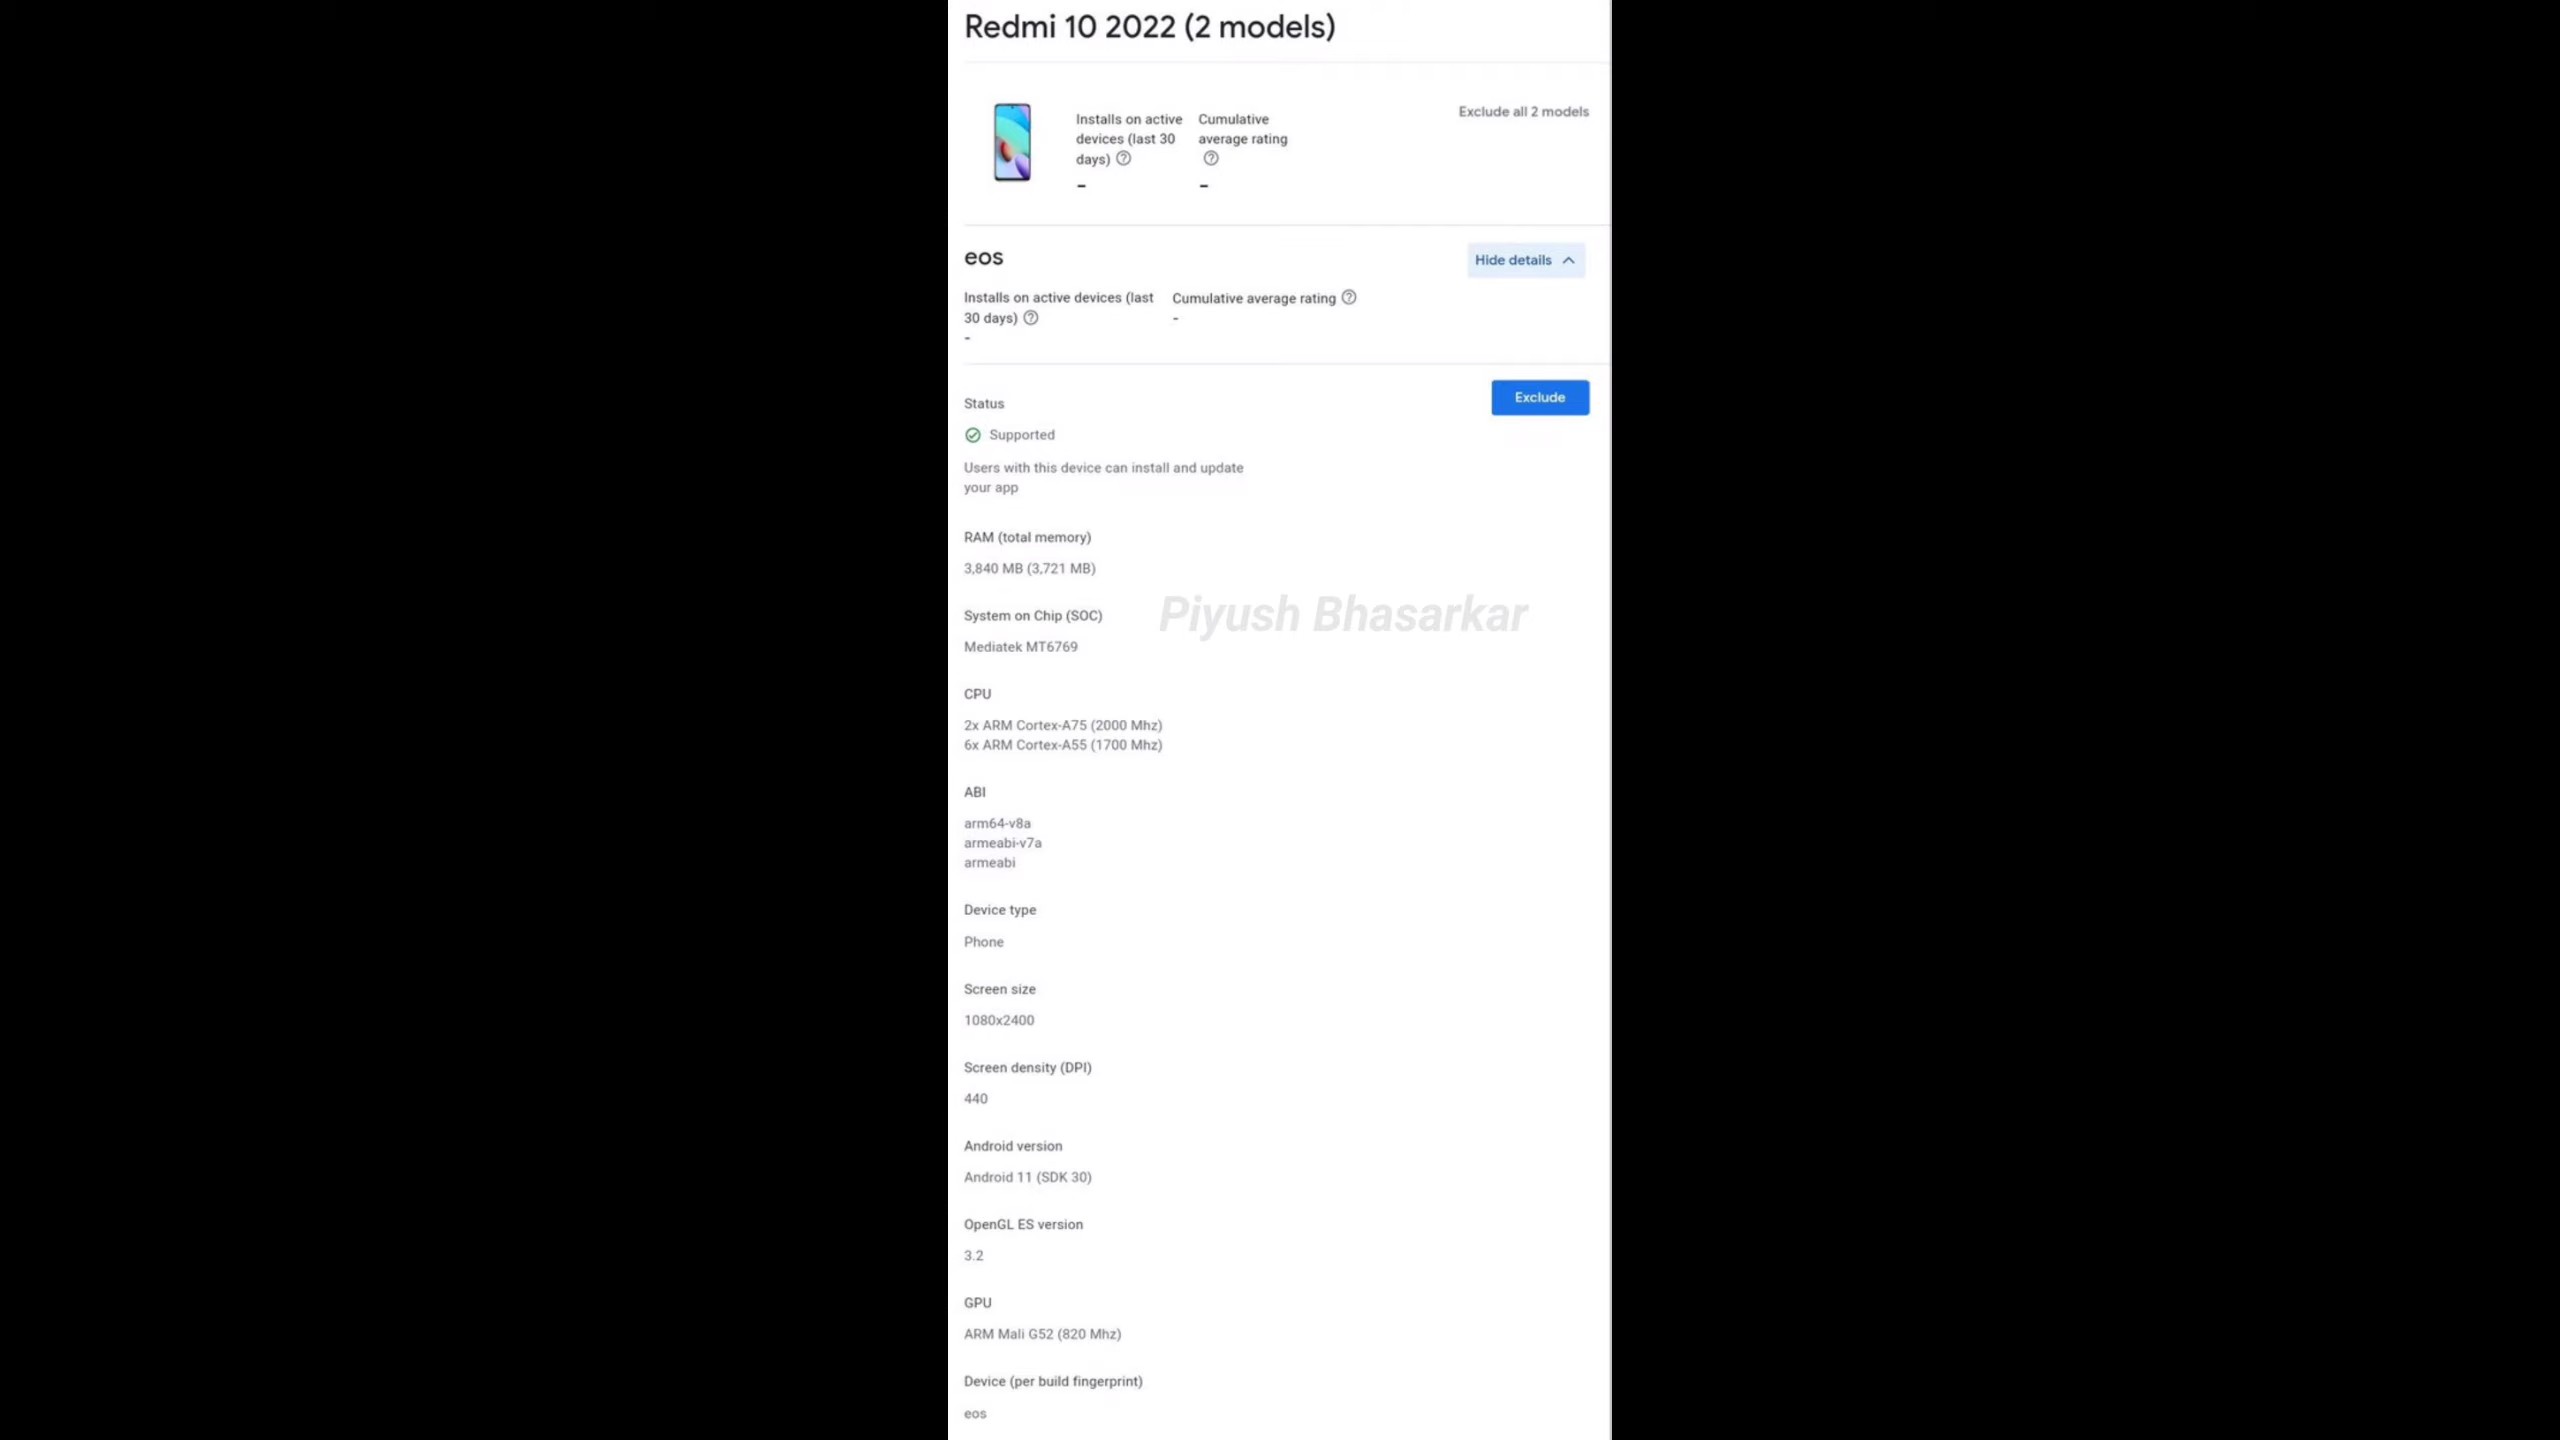 Redmi 10 2022 (2 models)
Installs on active
devices (last 30
days)
-
Cumulative
average rating
-
Exclude all 2 models
eos
Hide details
Installs on active devices (last
30 days)
-
Cumulative average rating
-
Status
Exclude
Supported
Users with this device can install and update
your app
RAM (total memory)
3,840 MB (3,721 MB)
Piyush Bhasarkar
System on Chip (SOC)
Mediatek MT6769
CPU
2x ARM Cortex-A75 (2000 Mhz)
6x ARM Cortex-A55 (1700 Mhz)
ABI
arm64-v8a
armeabi-v7a
armeabi
Device type
Phone
Screen size
1080x2400
Screen density (DPI)
440
Android version
Android 11 (SDK 30)
OpenGL ES version
3.2
GPU
ARM Mali G52 (820 Mhz)
Device (per build fingerprint)
eos